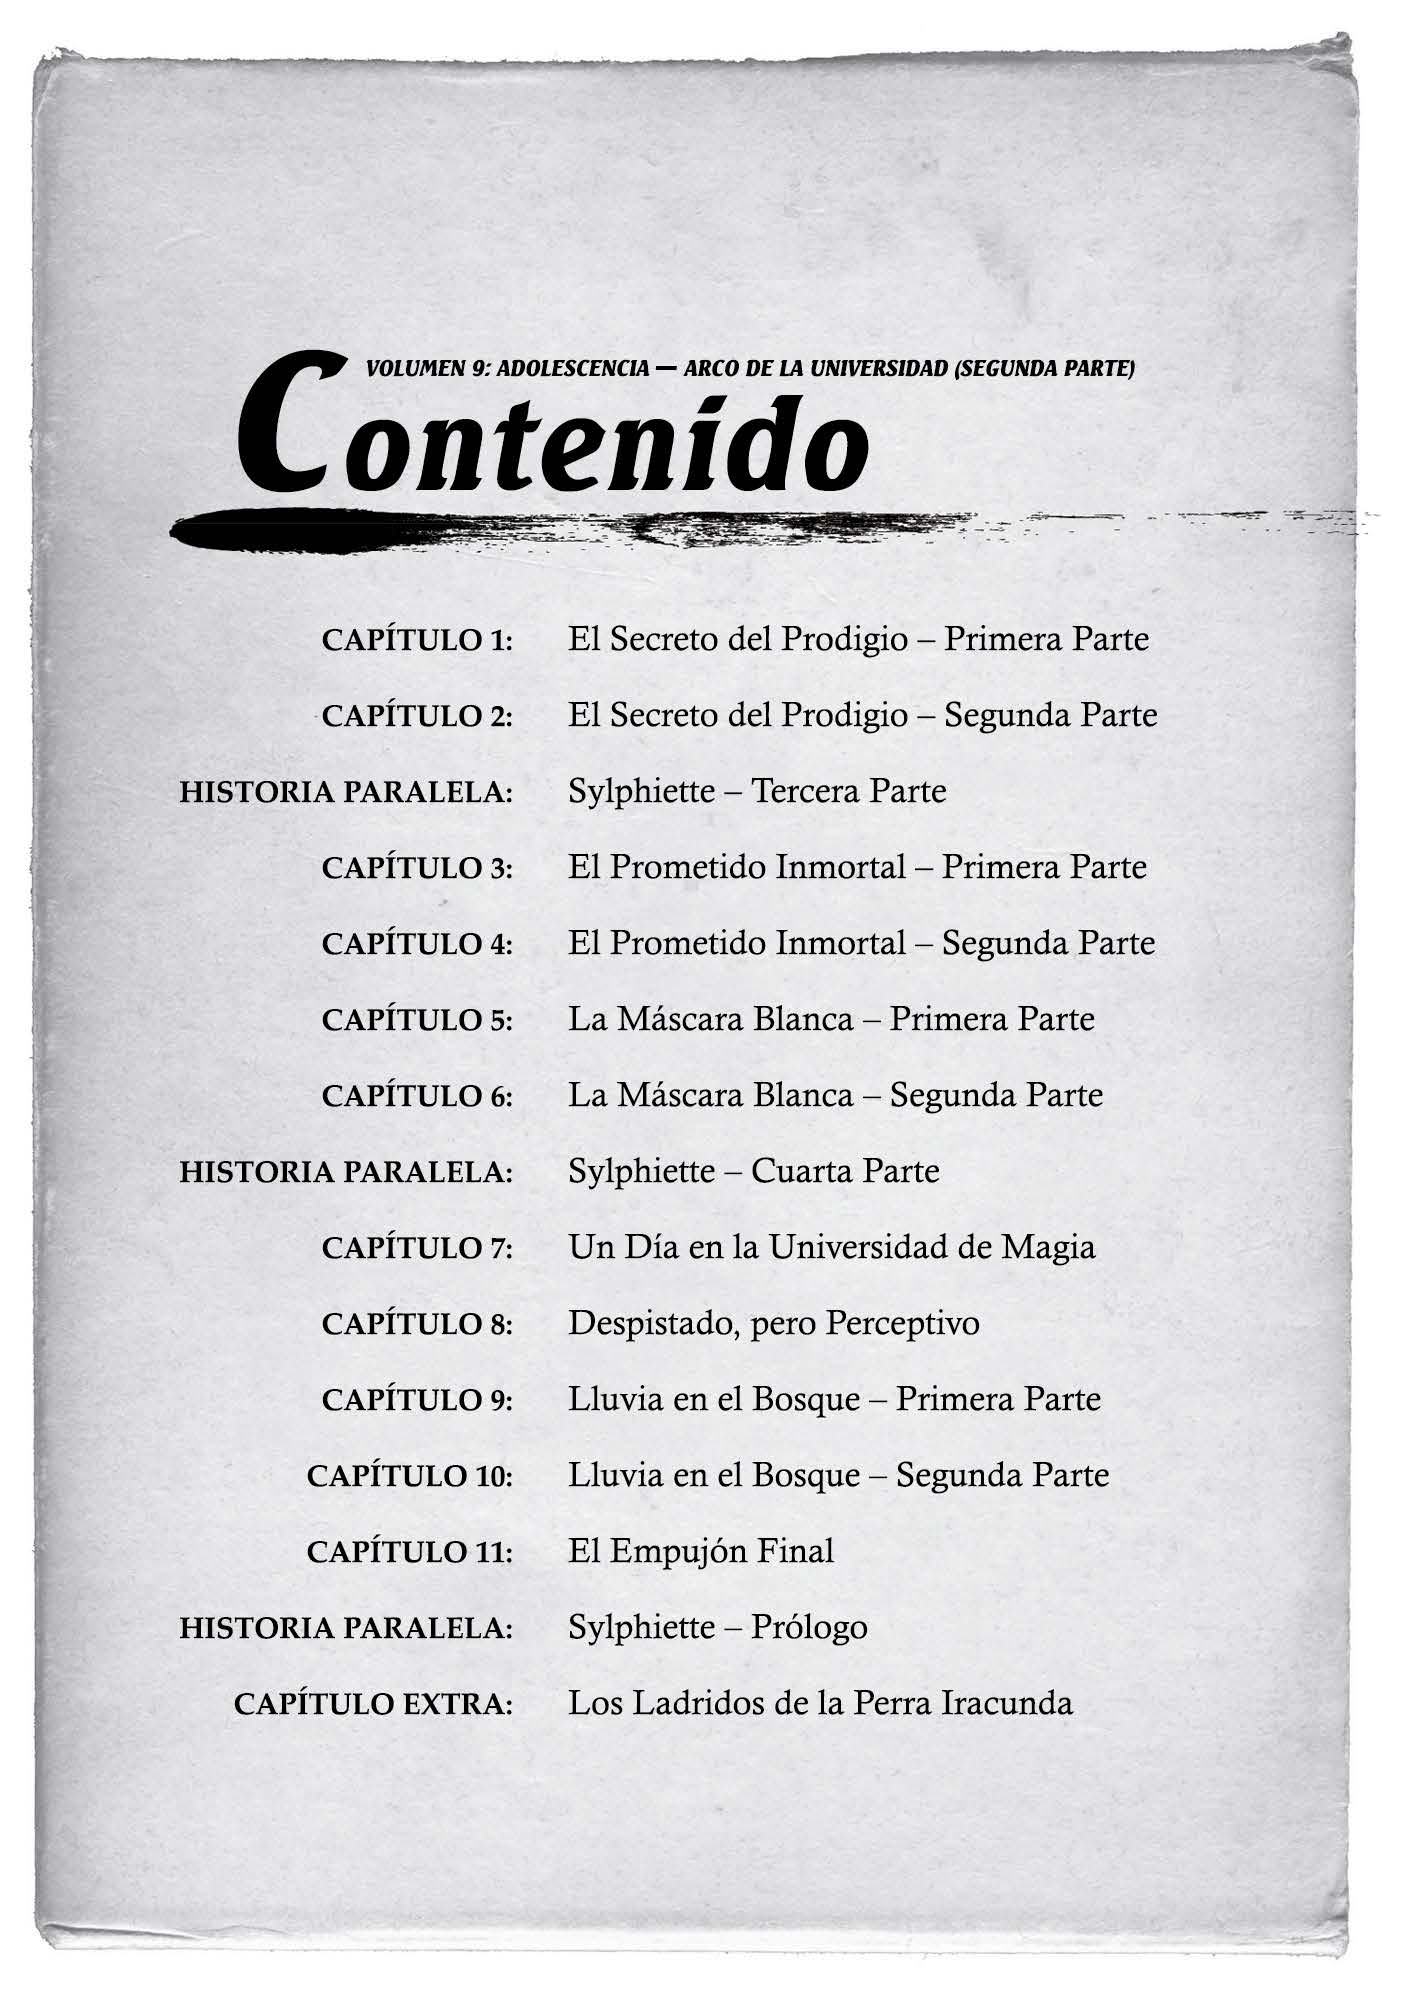 VOLUMEN 9: ADOLESCENCIA — ARCO DE LA UNIVERSIDAD (SEGUNDA PARTE)
Contenido
CAPÍTULO 1: El Secreto del Prodigio – Primera Parte
CAPÍTULO 2: El Secreto del Prodigio – Segunda Parte
HISTORIA PARALELA: Sylphiette – Tercera Parte
CAPÍTULO 3: El Prometido Inmortal – Primera Parte
CAPÍTULO 4: El Prometido Inmortal – Segunda Parte
CAPÍTULO 5: La Máscara Blanca – Primera Parte
CAPÍTULO 6: La Máscara Blanca – Segunda Parte
HISTORIA PARALELA: Sylphiette – Cuarta Parte
CAPÍTULO 7: Un Día en la Universidad de Magia
CAPÍTULO 8: Despistado, pero Perceptivo
CAPÍTULO 9: Lluvia en el Bosque – Primera Parte
CAPÍTULO 10: Lluvia en el Bosque – Segunda Parte
CAPÍTULO 11: El Empujón Final
HISTORIA PARALELA: Sylphiette – Prólogo
CAPÍTULO EXTRA: Los Ladridos de la Perra Iracunda